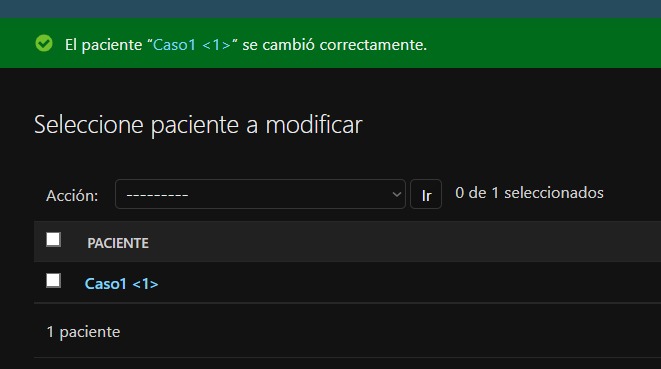 El paciente “Caso1 <1>” se cambió correctamente.
Seleccione paciente a modificar
Acción: --------- Ir 0 de 1 seleccionados
PACIENTE
Caso1 <1>
1 paciente